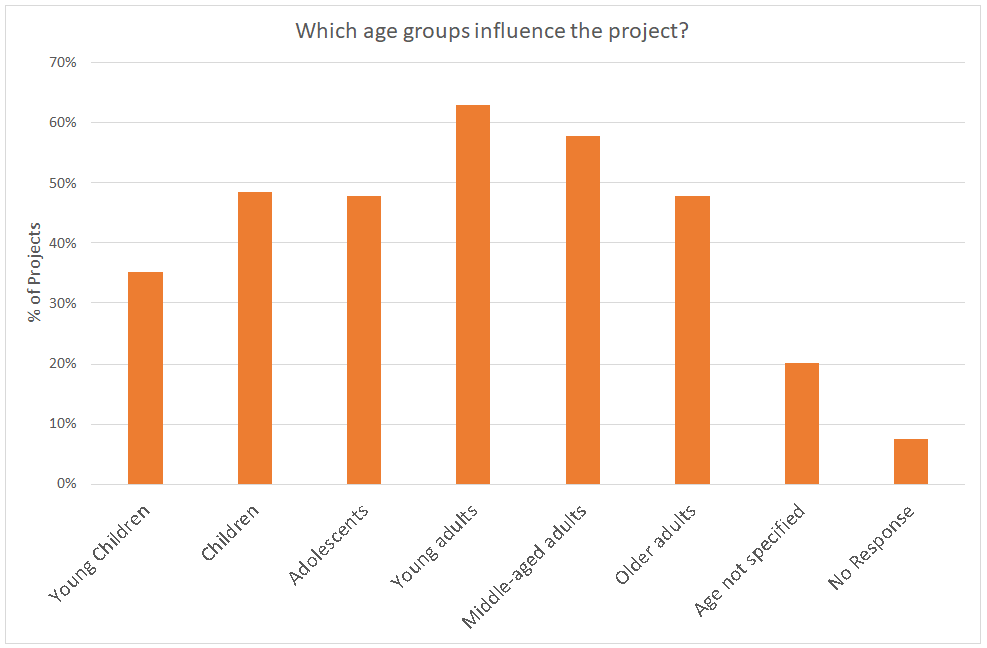 Which age groups influence the project?
70%
60%
50%
40%
30%
20%
10%
0%
% of Projects
Young Children
Children
Adolescents
Young adults
Middle-aged adults
Older adults
Age not specified
No Response